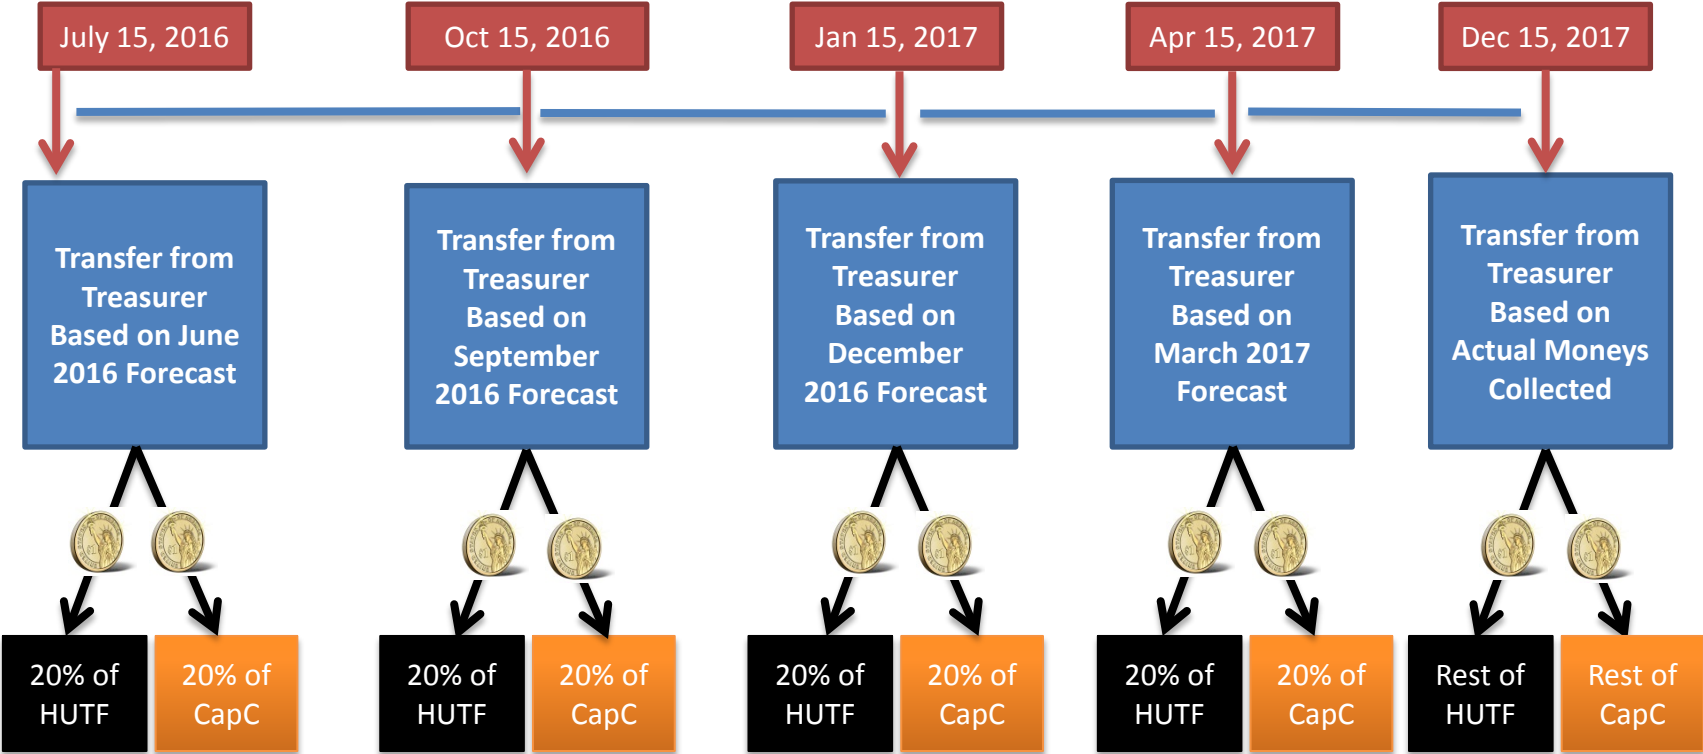 July 15, 2016
Oct 15, 2016
Jan 15, 2017
Apr 15, 2017
Dec 15, 2017
Transfer from
Treasurer
Based on June
2016 Forecast
Transfer from
Treasurer
Based on
September
2016 Forecast
Transfer from
Treasurer
Based on
December
2016 Forecast
Transfer from
Treasurer
Based on
March 2017
Forecast
Transfer from
Treasurer
Based on
Actual Moneys
Collected
20% of
HUTF
20% of
CapC
20% of
HUTF
20% of
CapC
20% of
HUTF
20% of
CapC
20% of
HUTF
20% of
CapC
Rest of
HUTF
Rest of
CapC